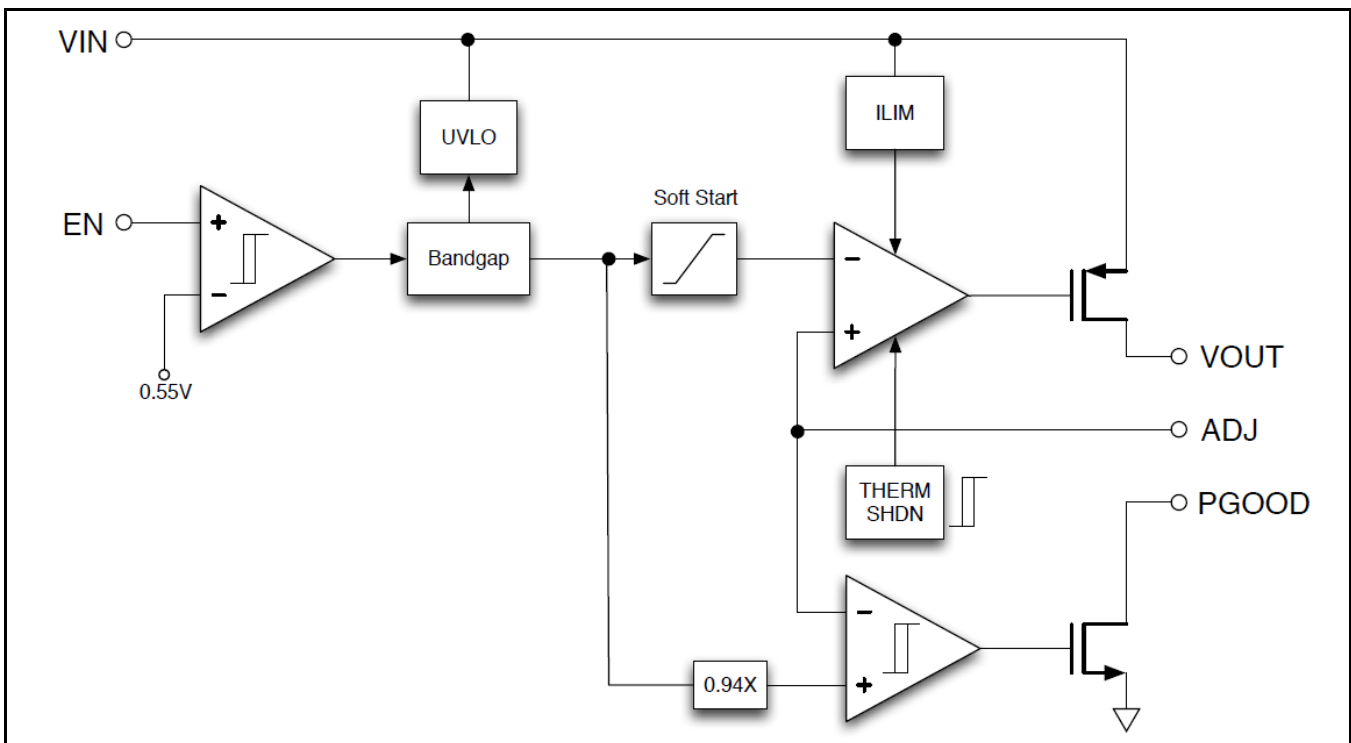 VIN
UVLO
ILIM
EN
+
-
0.55V
Bandgap
Soft Start
-
+
VOUT
ADJ
THERM
SHDN
PGOOD
-
+
0.94X